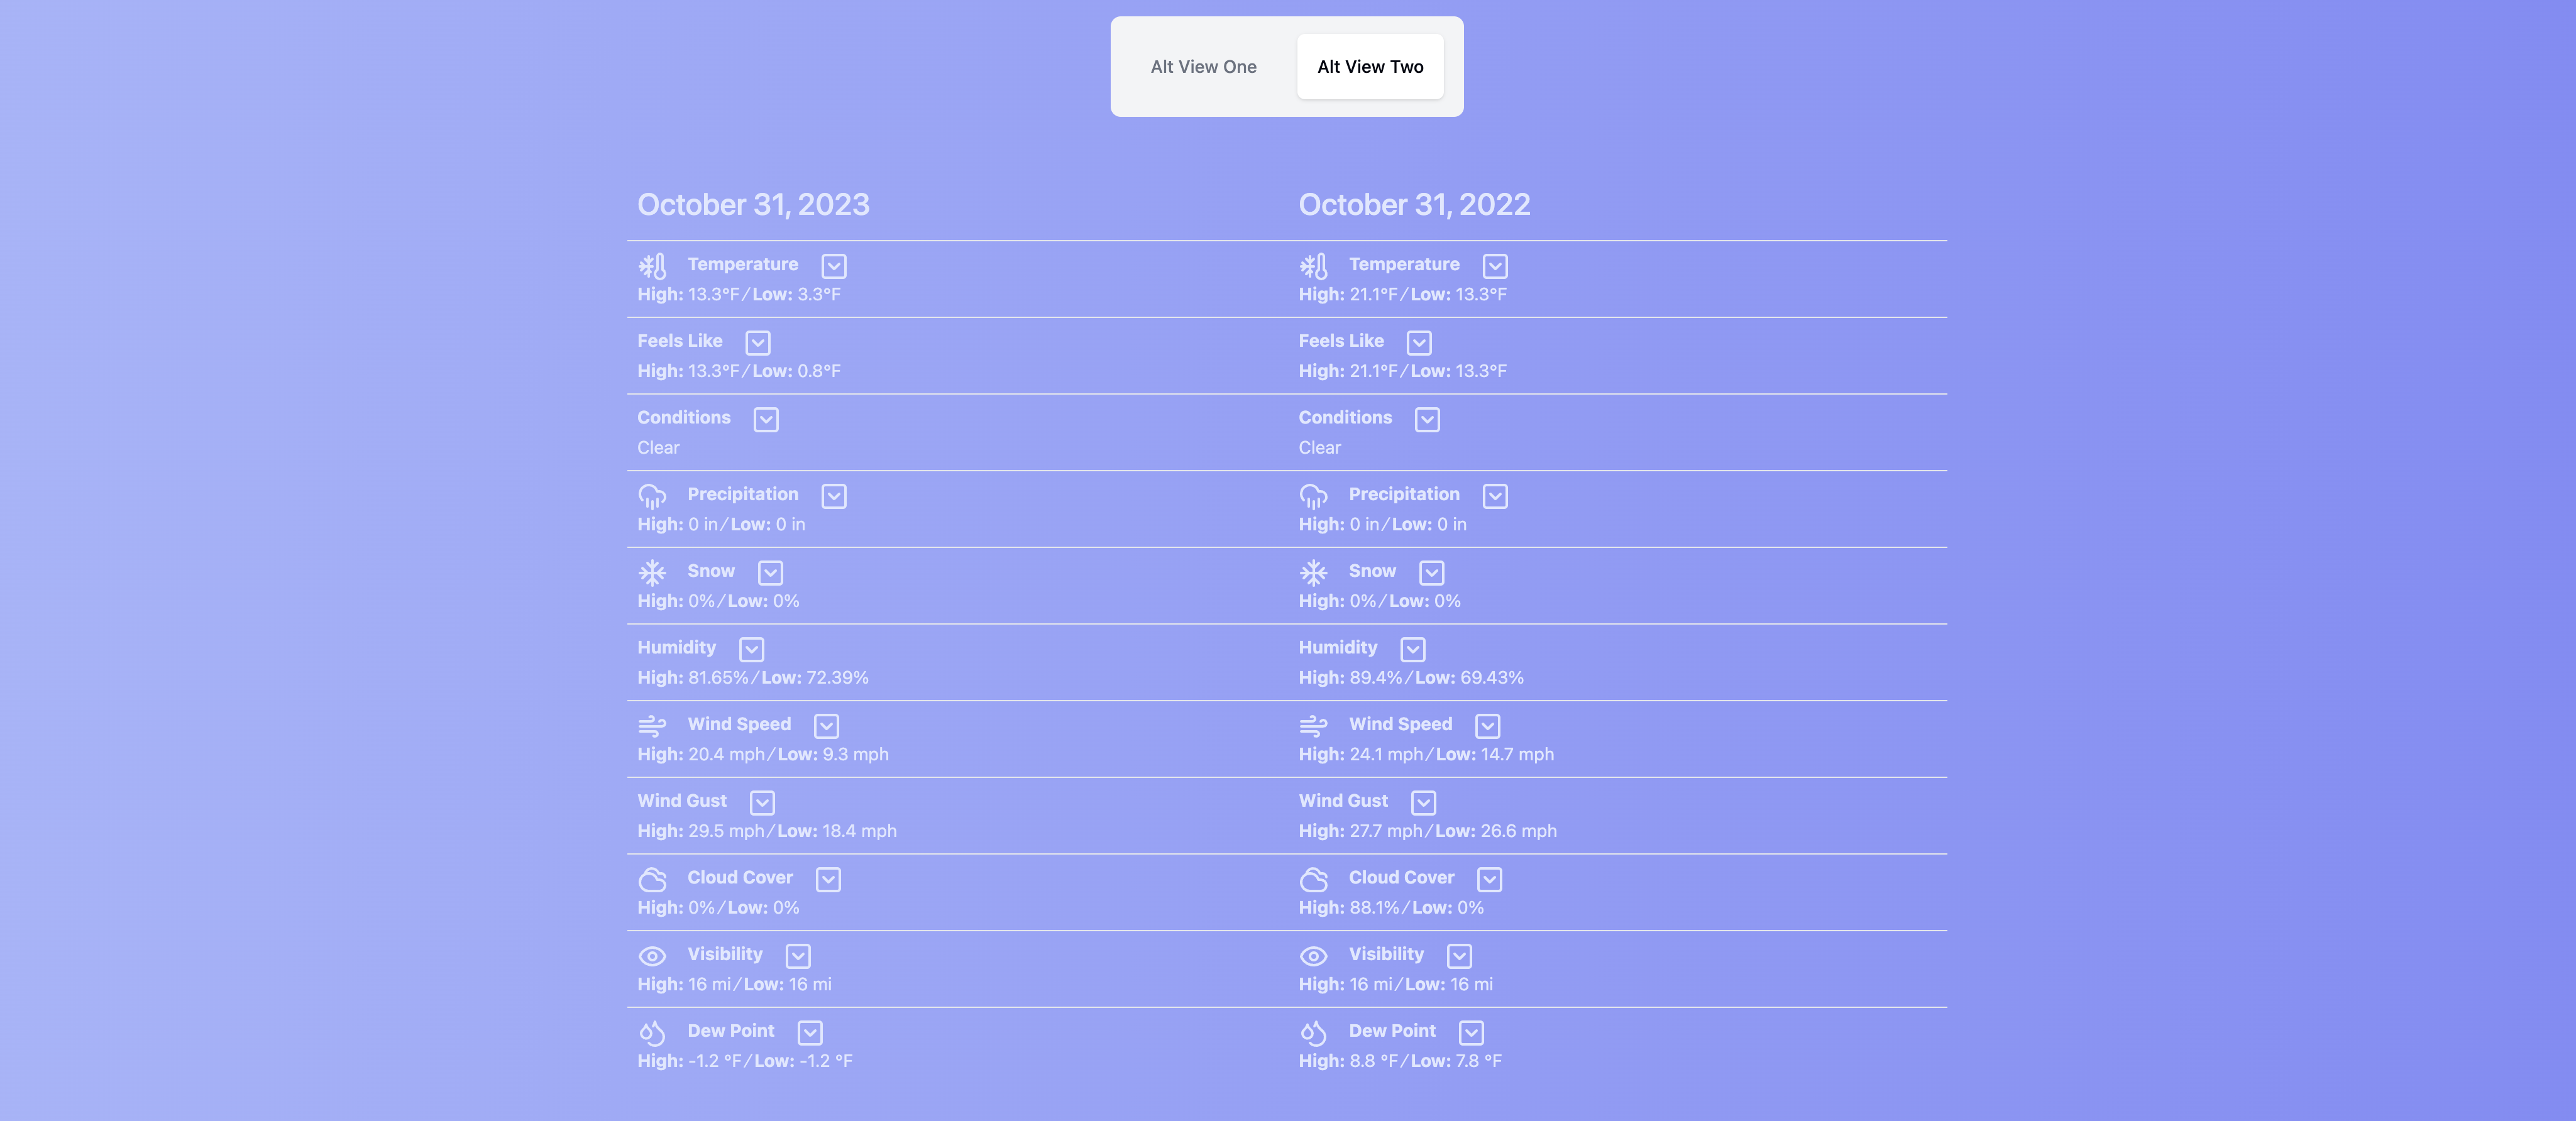 Alt View One
Alt View Two
October 31, 2023
October 31, 2022
Temperature
High: 13.3°F/Low: 3.3°F
Temperature
High: 21.1°F/Low: 13.3°F
Feels Like
High: 13.3°F/Low: 0.8°F
Feels Like
High: 21.1°F/Low: 13.3°F
Conditions
Clear
Conditions
Clear
Precipitation
High: 0 in/Low: 0 in
Precipitation
High: 0 in/Low: 0 in
Snow
High: 0%/Low: 0%
Snow
High: 0%/Low: 0%
Humidity
High: 81.65%/Low: 72.39%
Humidity
High: 89.4%/Low: 69.43%
Wind Speed
High: 20.4 mph/Low: 9.3 mph
Wind Speed
High: 24.1 mph/Low: 14.7 mph
Wind Gust
High: 29.5 mph/Low: 18.4 mph
Wind Gust
High: 27.7 mph/Low: 26.6 mph
Cloud Cover
High: 0%/Low: 0%
Cloud Cover
High: 88.1%/Low: 0%
Visibility
High: 16 mi/Low: 16 mi
Visibility
High: 16 mi/Low: 16 mi
Dew Point
High: -1.2 °F/Low: -1.2 °F
Dew Point
High: 8.8 °F/Low: 7.8 °F